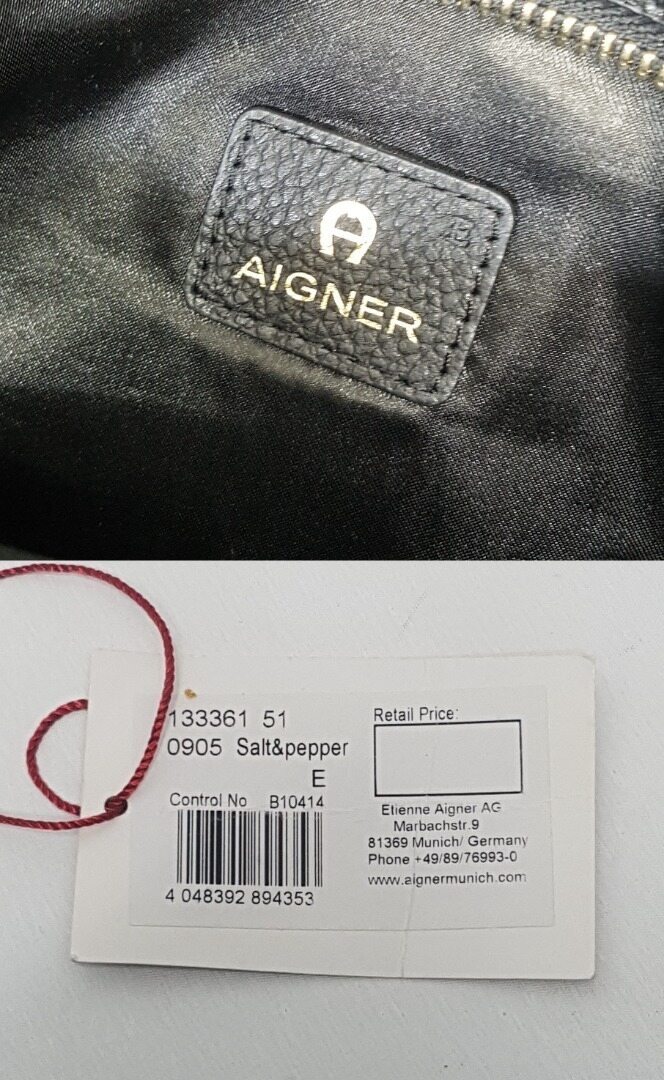 AIGNER
133361 51
0905 Salt&pepper
E
Control No B10414
4 048392 894353
Retail Price:
Etienne Aigner AG
Marbachstr.9
81369 Munich/ Germany
Phone +49/89/76993-0
www.aignermunich.com